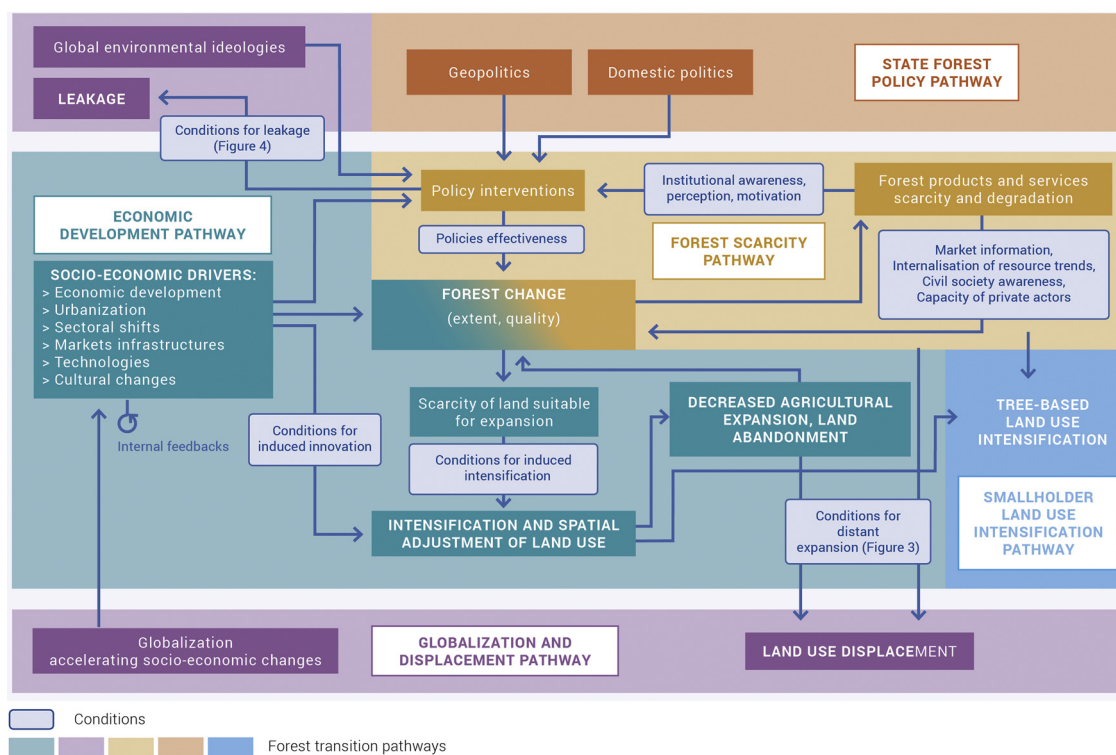 Global environmental ideologies
LEAKAGE
Conditions for leakage
(Figure 4)
Geopolitics
Domestic politics
STATE FOREST
POLICY PATHWAY
Policy interventions
Institutional awareness,
perception, motivation
Forest products and services
scarcity and degradation
ECONOMIC
DEVELOPMENT PATHWAY
Policies effectiveness
FOREST SCARCITY
PATHWAY
Market information,
Internalisation of resource trends,
Civil society awareness,
Capacity of private actors
SOCIO-ECONOMIC DRIVERS:
> Economic development
> Urbanization
> Sectoral shifts
> Markets infrastructures
> Technologies
> Cultural changes
FOREST CHANGE
(extent, quality)
Internal feedbacks
Conditions for
induced innovation
Scarcity of land suitable
for expansion
Conditions for induced
intensification
DECREASED AGRICULTURAL
EXPANSION, LAND
ABANDONMENT
TREE-BASED
LAND USE
INTENSIFICATION
INTENSIFICATION AND SPATIAL
ADJUSTMENT OF LAND USE
Conditions for
distant
expansion (Figure 3)
SMALLHOLDER
LAND USE
INTENSIFICATION
PATHWAY
Globalization
accelerating socio-economic changes
GLOBALIZATION AND
DISPLACEMENT PATHWAY
LAND USE DISPLACEMENT
Conditions
Forest transition pathways